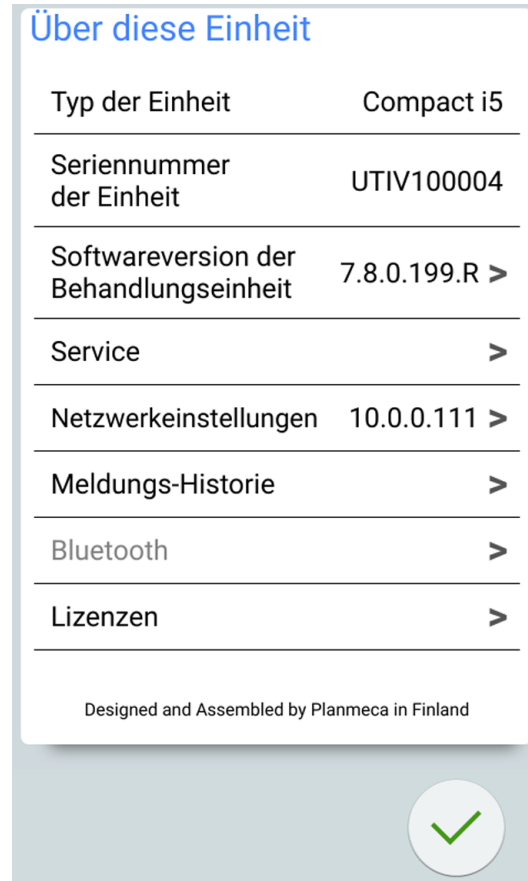 Über diese Einheit
Typ der Einheit Compact i5
Seriennummer
der Einheit UTIV100004
Softwareversion der
Behandlungseinheit 7.8.0.199.R >
Service >
Netzwerkeinstellungen 10.0.0.111 >
Meldungs-Historie >
Bluetooth >
Lizenzen >
Designed and Assembled by Planmeca in Finland